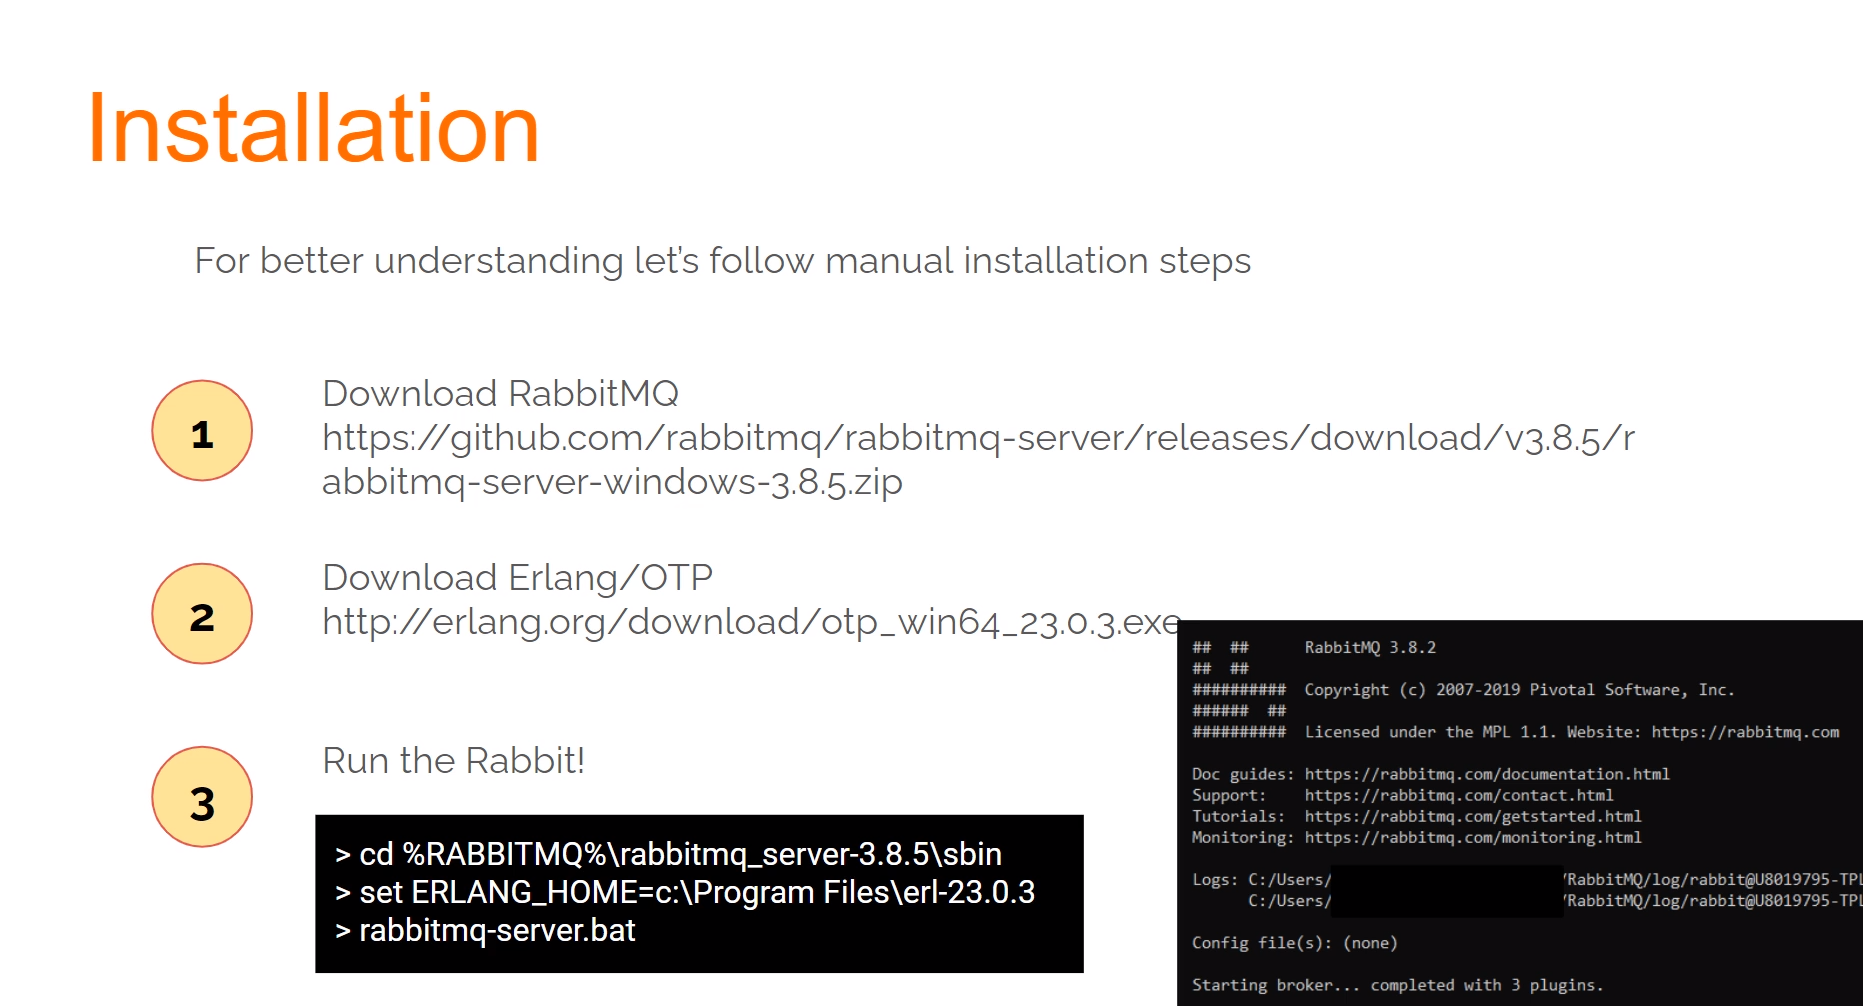 Installation
For better understanding let's follow manual installation steps
1
Download RabbitMQ
https://github.com/rabbitmq/rabbitmq-server/releases/download/v3.8.5/r
abbitmq-server-windows-3.8.5.zip
2
Download Erlang/OTP
http://erlang.org/download/otp_win64_23.0.3.exe
3
Run the Rabbit!
> cd %RABBITMQ%\rabbitmq_server-3.8.5\sbin
> set ERLANG_HOME=c:\Program Files\erl-23.0.3
> rabbitmq-server.bat
## ## RabbitMQ 3.8.2
## ##
########## Copyright (c) 2007-2019 Pivotal Software, Inc.
###### ##
########## Licensed under the MPL 1.1. Website: https://rabbitmq.com
Doc guides: https://rabbitmq.com/documentation.html
Support: https://rabbitmq.com/contact.html
Tutorials: https://rabbitmq.com/getstarted.html
Monitoring: https://rabbitmq.com/monitoring.html
Logs: C:/Users/ /RabbitMQ/log/rabbit@U8019795-TPL
C:/Users/ /RabbitMQ/log/rabbit@U8019795-TPL
Config file(s): (none)
Starting broker... completed with 3 plugins.